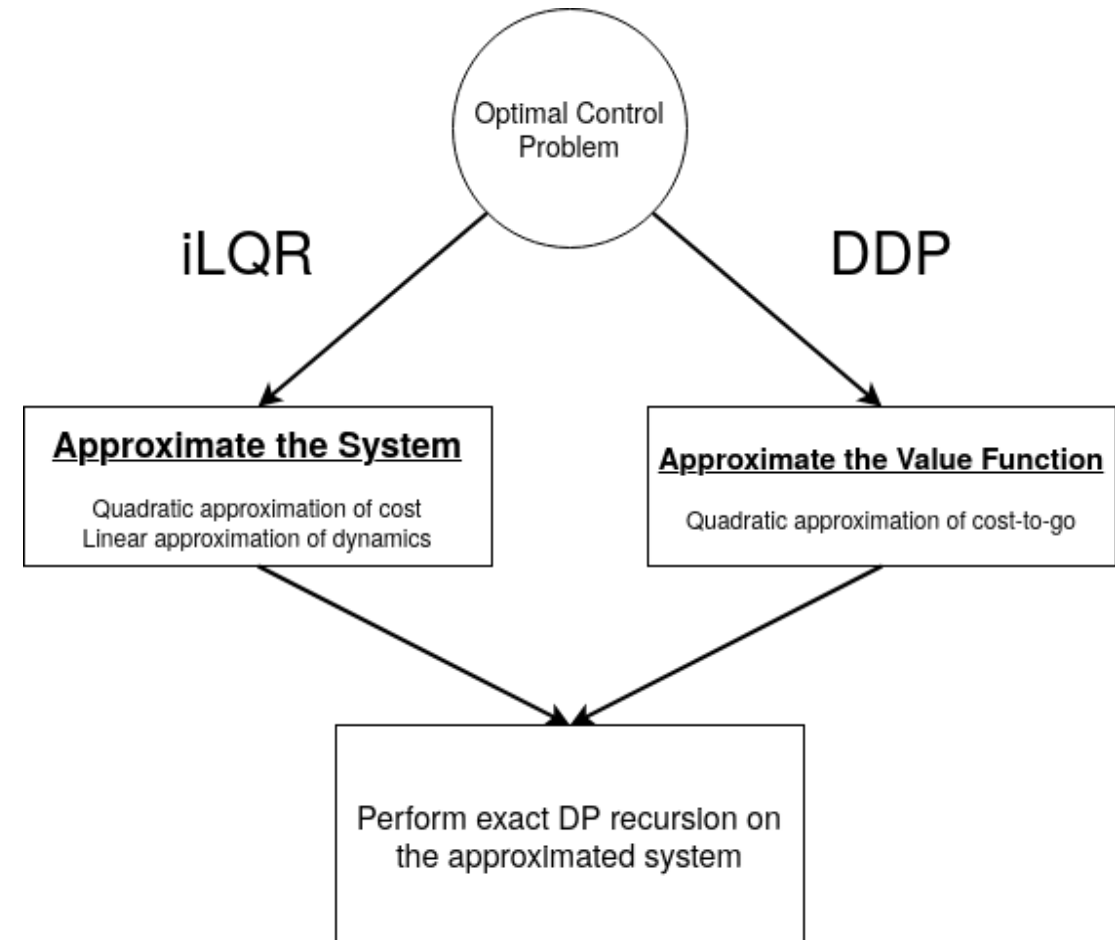 Optimal Control
Problem
iLQR
DDP
Approximate the System
Quadratic approximation of cost
Linear approximation of dynamics
Approximate the Value Function
Quadratic approximation of cost-to-go
Perform exact DP recursion on
the approximated system